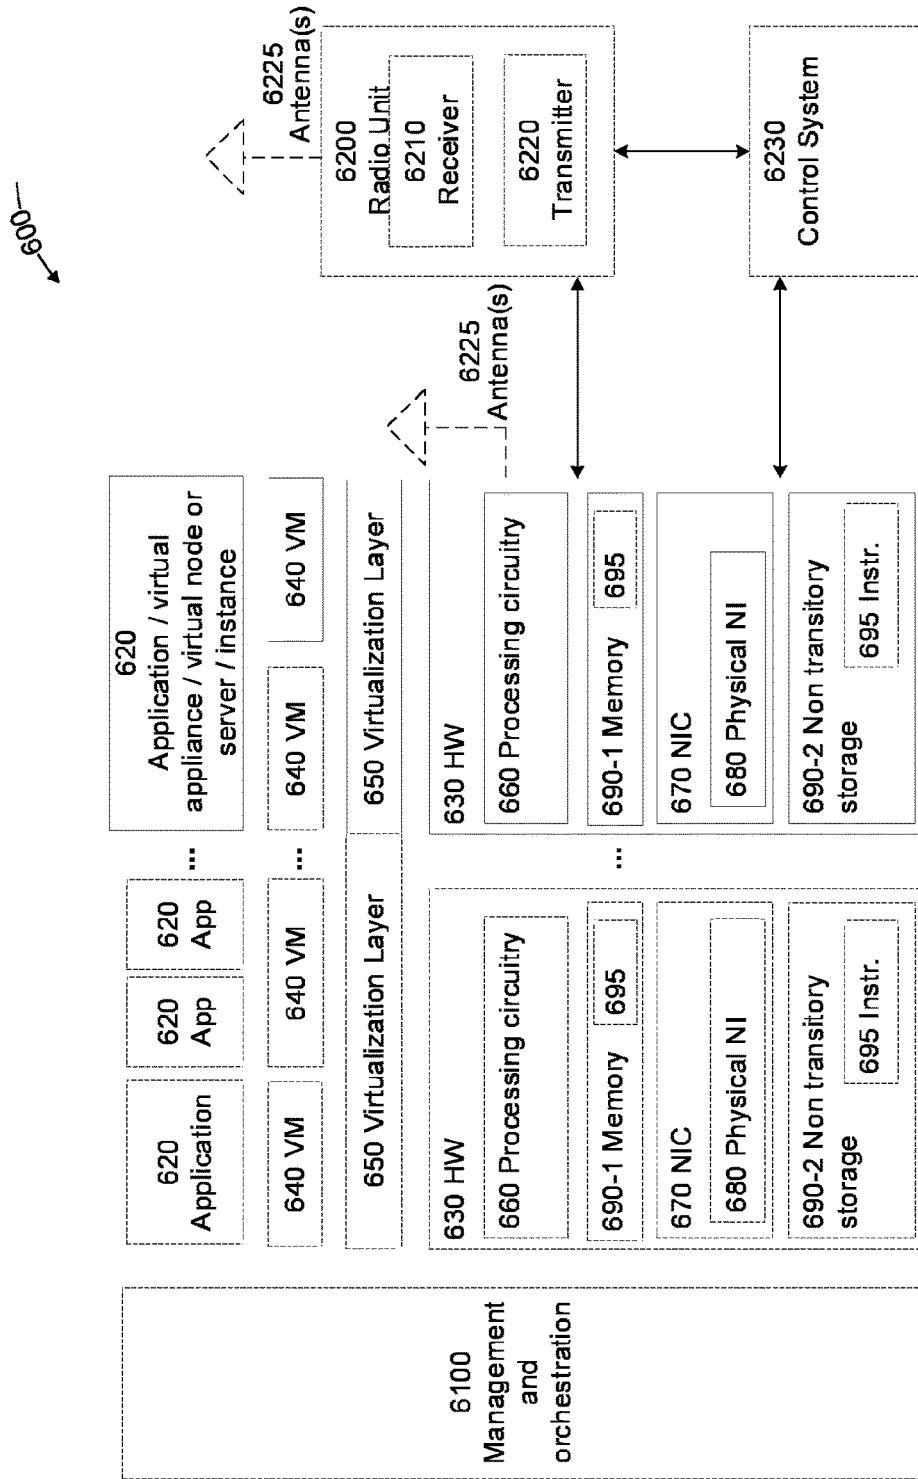 600
6100
Management
and
orchestration
620
Application
620
App
620
App
...
620
Application / virtual
appliance / virtual node or
server / instance
640 VM
640 VM
...
640 VM
640 VM
650 Virtualization Layer
650 Virtualization Layer
630 HW
660 Processing circuitry
690-1 Memory
695
670 NIC
680 Physical NI
690-2 Non transitory
storage
695 Instr.
...
630 HW
660 Processing circuitry
690-1 Memory
695
670 NIC
680 Physical NI
690-2 Non transitory
storage
695 Instr.
6225
Antenna(s)
6225
Antenna(s)
6200
Radio Unit
6210
Receiver
6220
Transmitter
6230
Control System